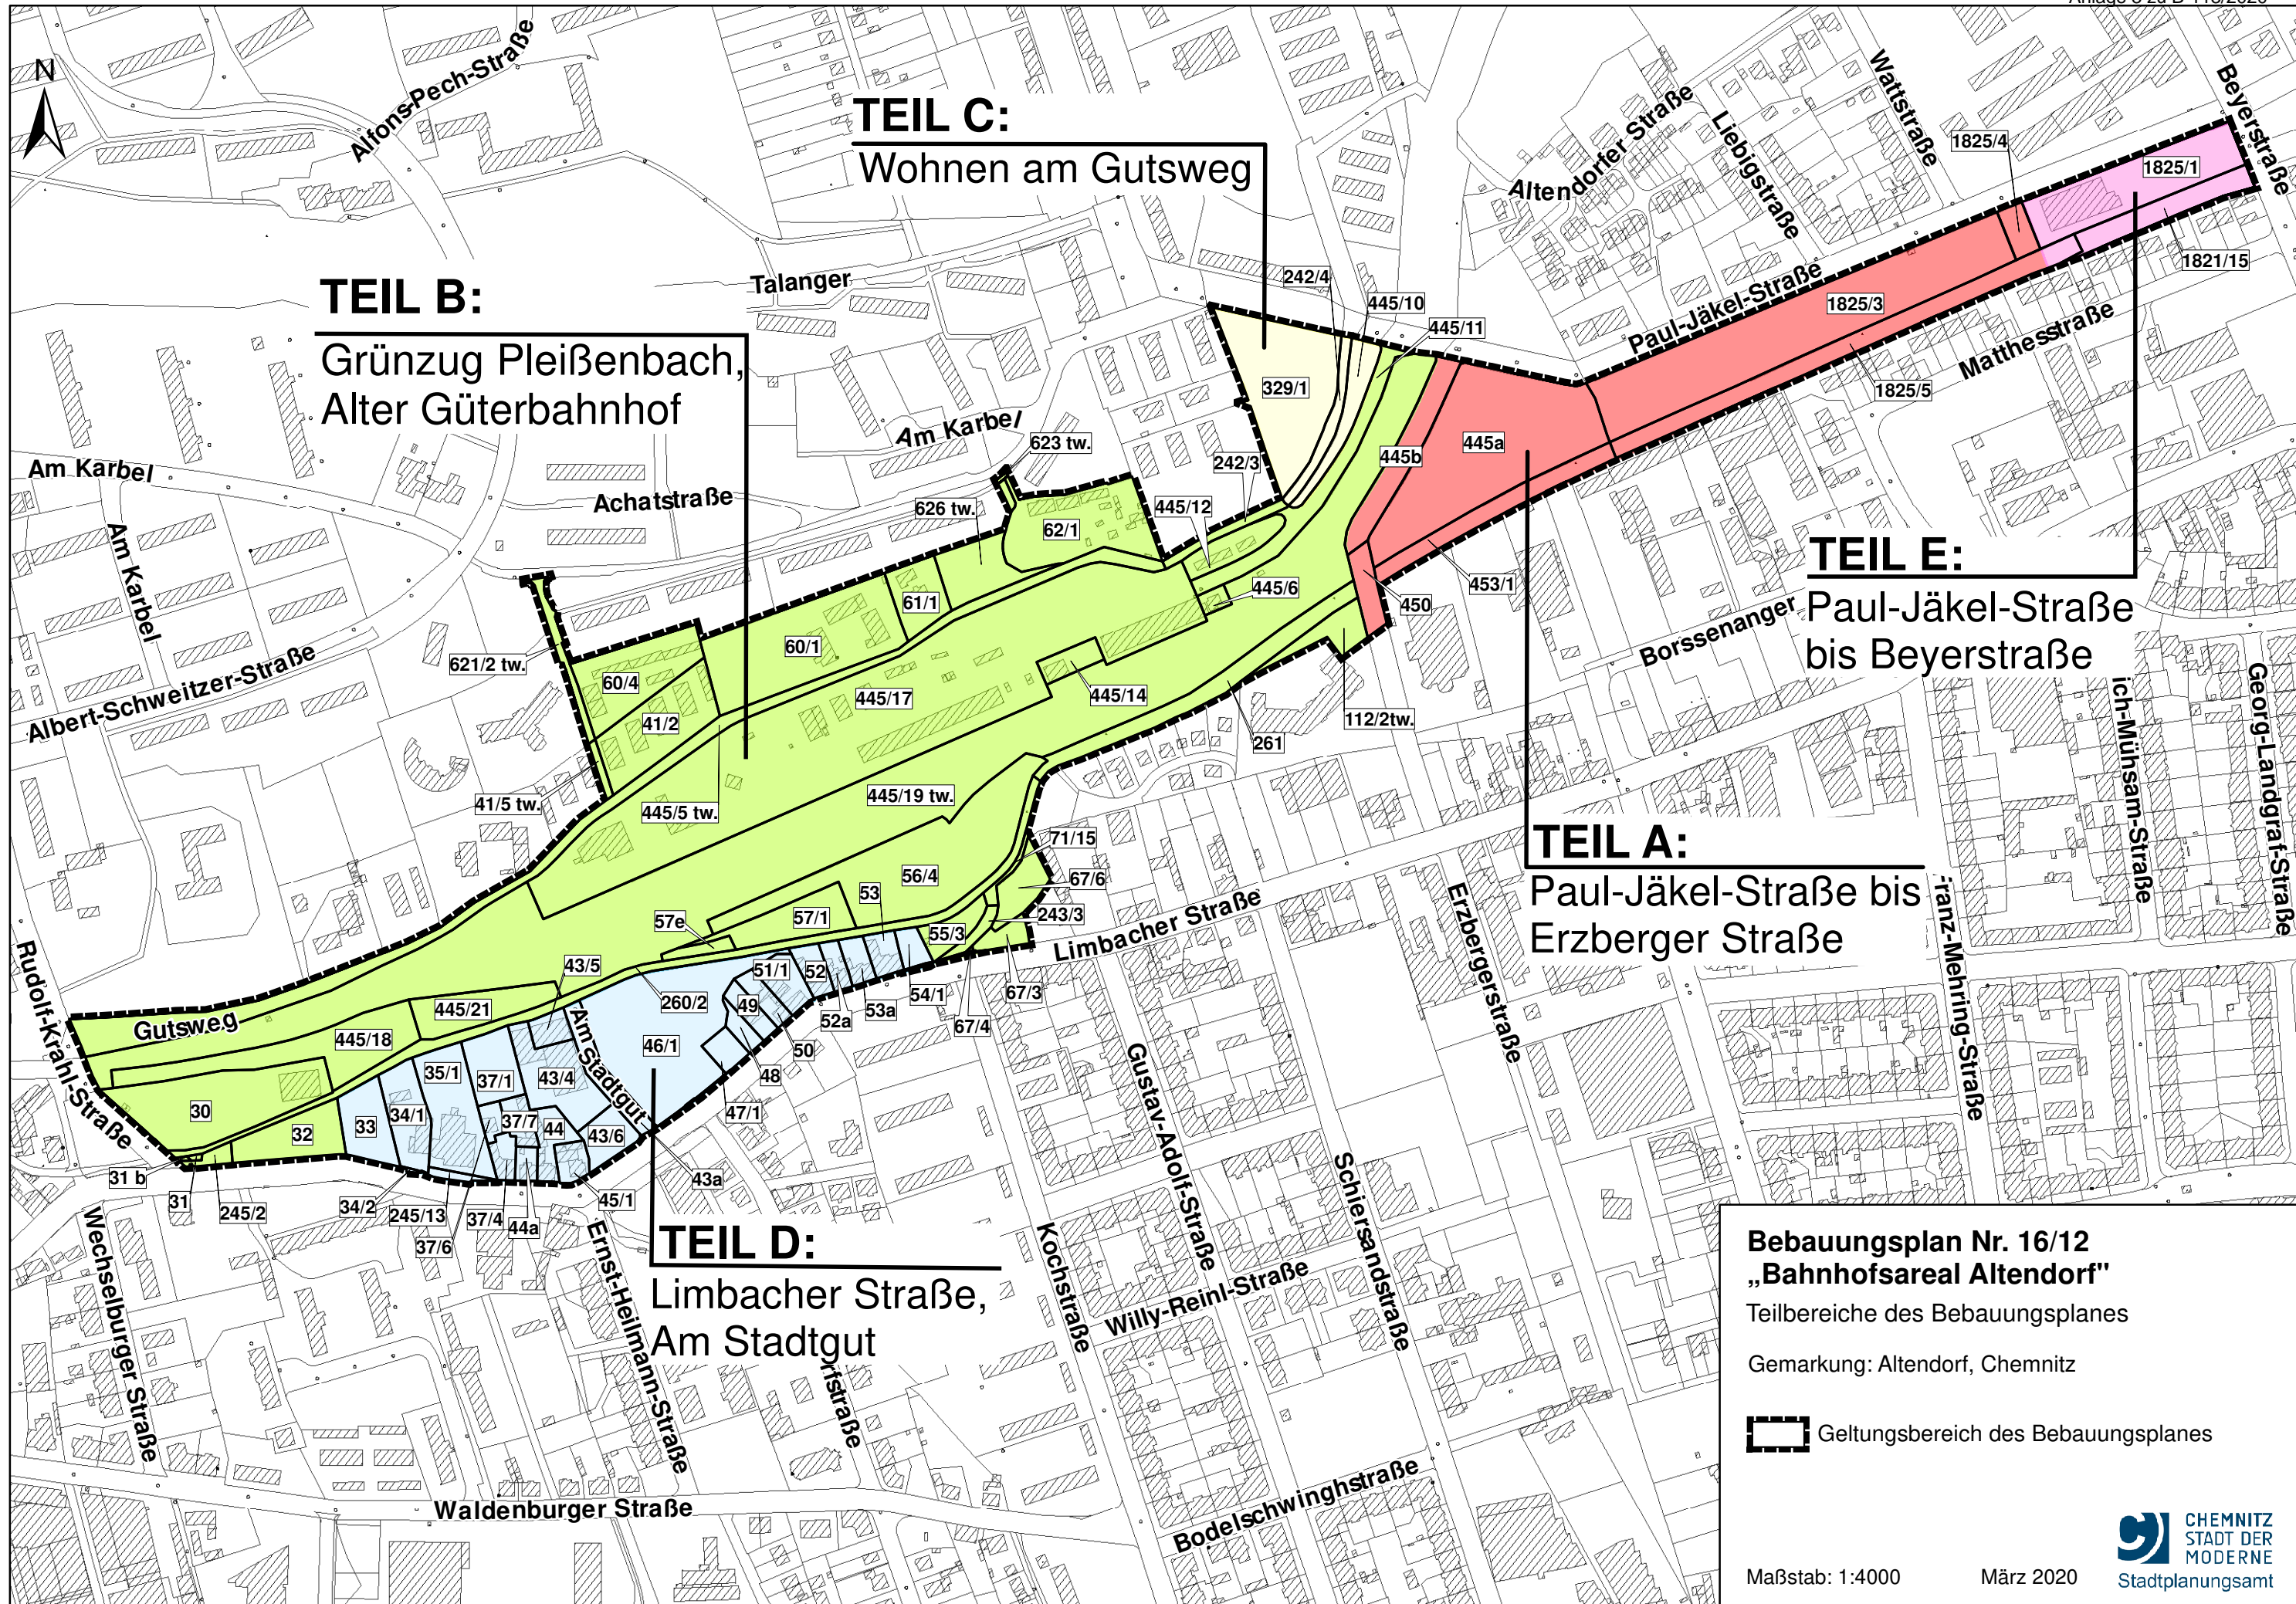 N
Alfons-Pech-Straße
TEIL C:
Wohnen am Gutsweg
Altendorfer Straße
Liebigstraße
Wattstraße
Beyerstraße
1825/4
1825/1
1821/15
TEIL B:
Grünzug Pleißenbach,
Alter Güterbahnhof
Talanger
242/4
445/10
445/11
Paul-Jäkel-Straße
1825/3
Matthesstraße
1825/5
329/1
Am Karbel
623 tw.
445b
445a
Am Karbel
Achatstraße
626 tw.
62/1
445/12
242/3
Am Karbel
61/1
445/6
450
453/1
TEIL E:
Paul-Jäkel-Straße
bis Beyerstraße
Borssenanger
60/1
621/2 tw.
60/4
41/2
445/17
445/14
112/2tw.
261
Albert-Schweitzer-Straße
41/5 tw.
445/5 tw.
445/19 tw.
71/15
67/6
243/3
56/4
53
57/1
57e
55/3
Limbacher Straße
Erzbergerstraße
TEIL A:
Paul-Jäkel-Straße bis
Erzberger Straße
ich-Mühsam-Straße
Georg-Landgraf-Straße
ranz-Mehring-Straße
Rudolf-Krahl-Straße
Gutsweg
43/5
445/21
445/18
260/2
51/1
52
49
52a
53a
54/1
67/4
67/3
Am Stadtgut
46/1
50
48
47/1
35/1
37/1
43/4
30
32
33
34/1
37/7
44
43/6
31 b
31
245/2
34/2
245/13
37/6
37/4
44a
45/1
43a
TEIL D:
Limbacher Straße,
Am Stadtgut
Wechselburger Straße
Ernst-Heilmann-Straße
rfstraße
Kochstraße
Gustav-Adolf-Straße
Schiersandstraße
Willy-Reinl-Straße
Waldenburger Straße
Bodelschwinghstraße
Bebauungsplan Nr. 16/12
„Bahnhofsareal Altendorf"
Teilbereiche des Bebauungsplanes
Gemarkung: Altendorf, Chemnitz
Geltungsbereich des Bebauungsplanes
Maßstab: 1:4000
März 2020
CHEMNITZ
STADT DER
MODERNE
Stadtplanungsamt